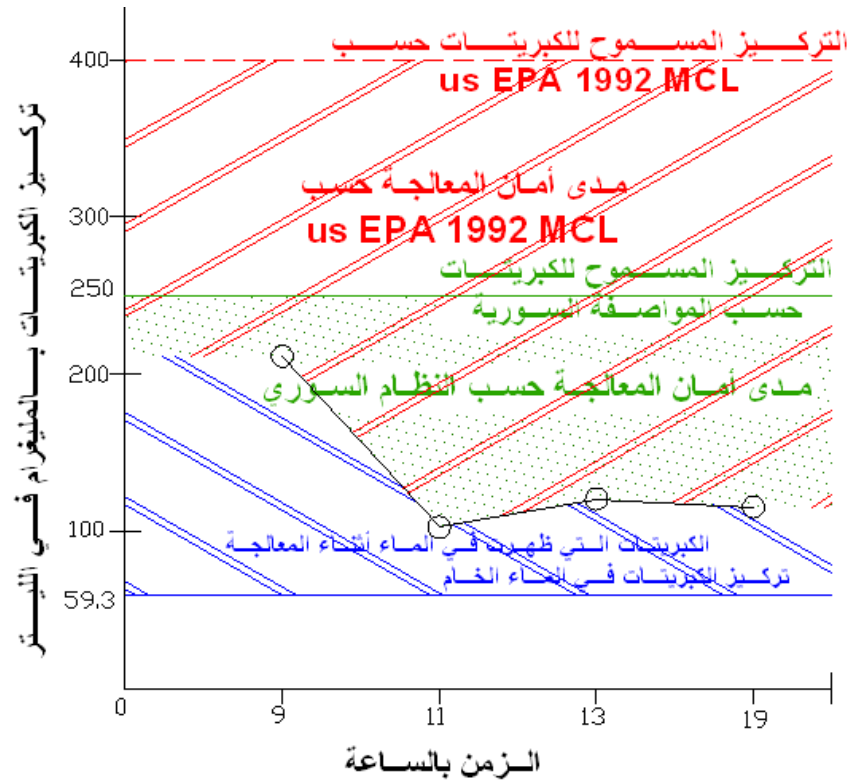 التركيز المسموح للكبريتات حسب
us EPA 1992 MCL
مدى أمان المعالجة حسب
us EPA 1992 MCL
التركيز المسموح للكبريتات
حسب المواصفة السورية
مدى أمان المعالجة حسب النظام السوري
الكبريتات التي ظهرت في الماء أثناء المعالجة
تركيز الكبريتات في الماء الخام
تركيز الكبريتات بالمليغرام في الليتر
400
300
250
200
100
59.3
0
9
11
13
19
الزمن بالساعة